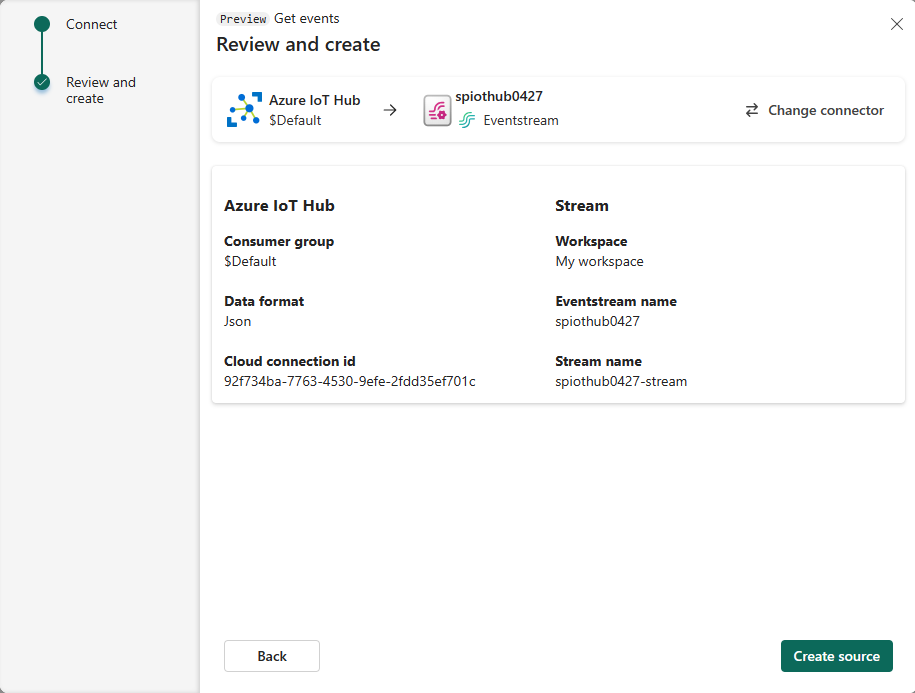 Connect
Review and
create
Preview Get events
Review and create
Azure IoT Hub
$Default
spiothub0427
Eventstream
Change connector
Azure IoT Hub
Consumer group
$Default
Data format
Json
Cloud connection id
92f734ba-7763-4530-9efe-2fdd35ef701c
Stream
Workspace
My workspace
Eventstream name
spiothub0427
Stream name
spiothub0427-stream
Back
Create source